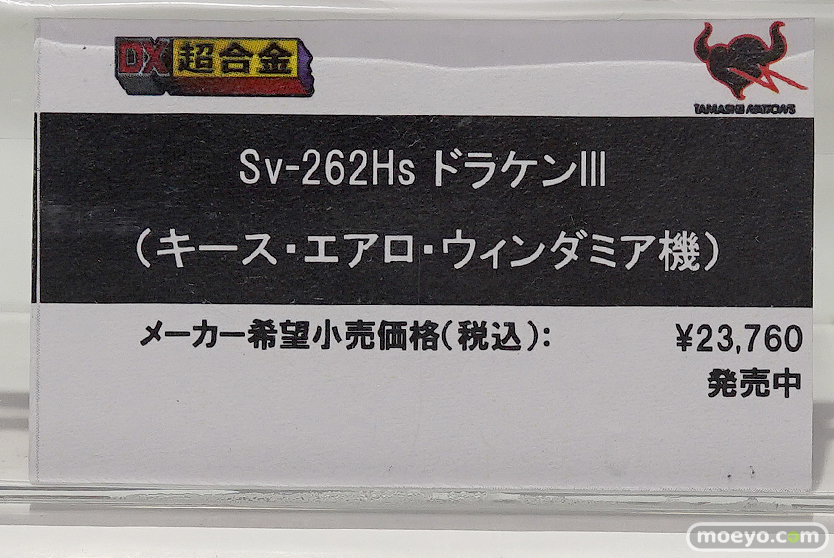 DX超合金
TAMASHII NATIONS
Sv-262Hs ドラケンIII
（キース・エアロ・ウィンダミア機）
メーカー希望小売価格（税込）： ¥23,760
発売中
moeyo.com